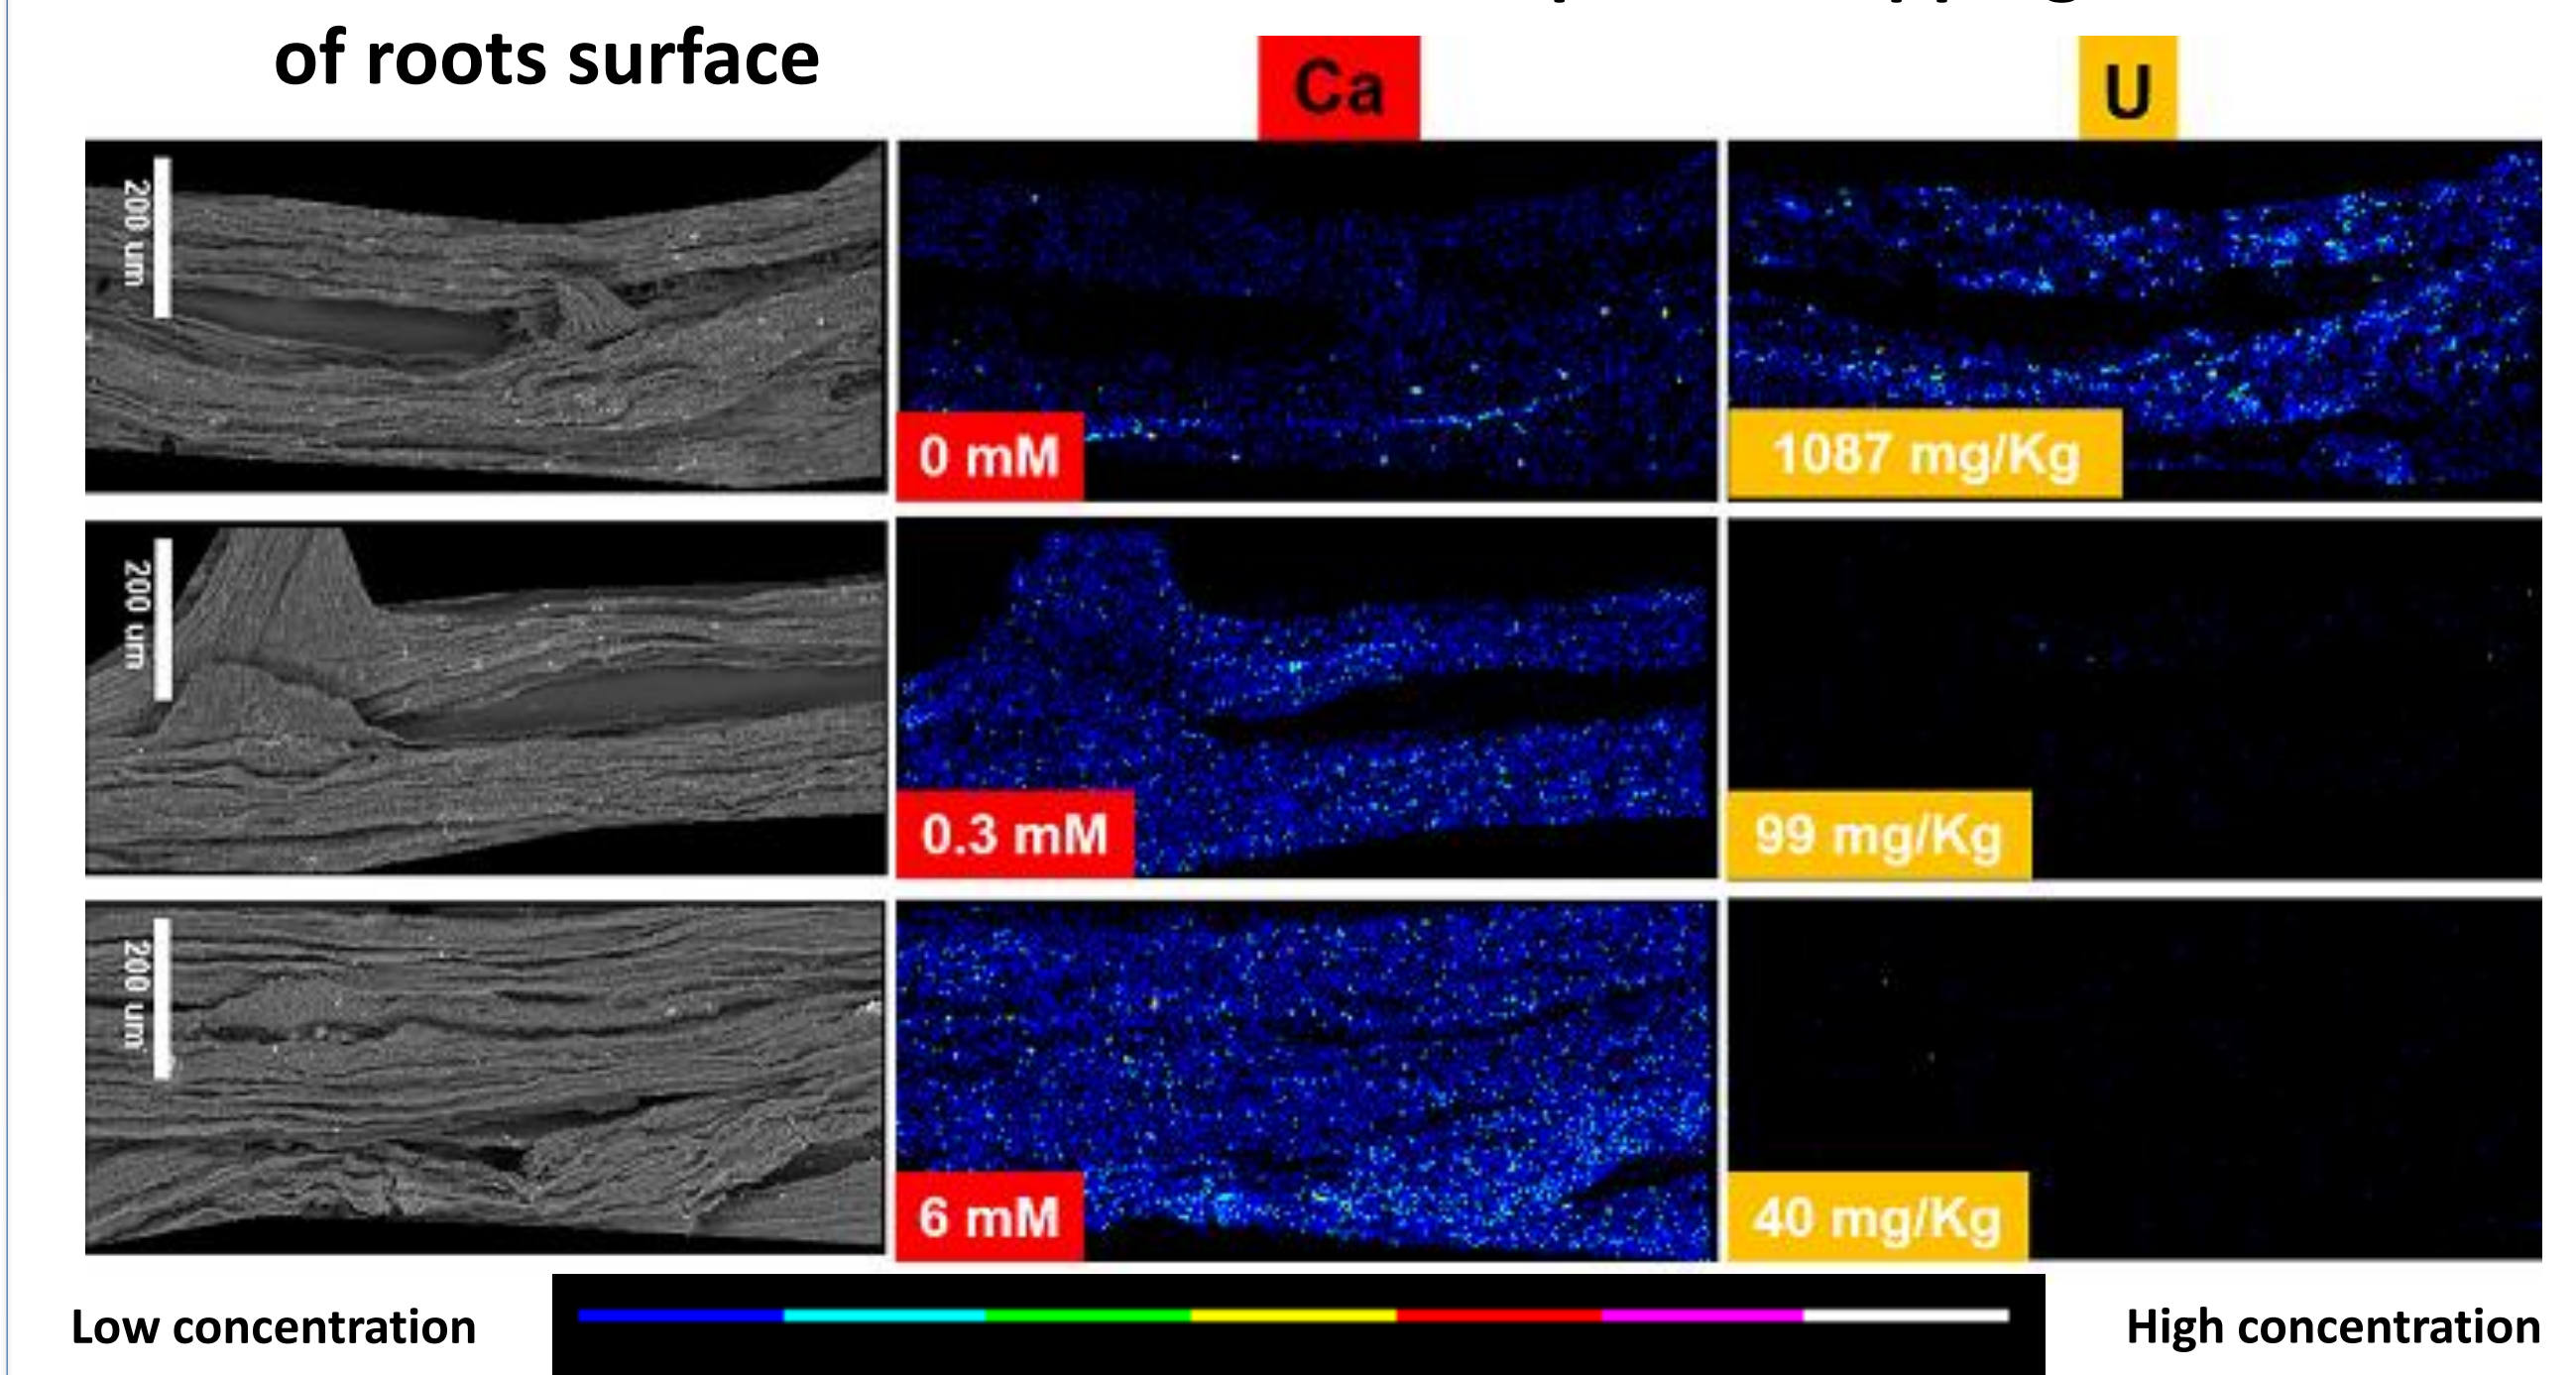 of roots surface
Ca
U
200 um
0 mM
1087 mg/Kg
200 um
0.3 mM
99 mg/Kg
200 um
6 mM
40 mg/Kg
Low concentration
High concentration